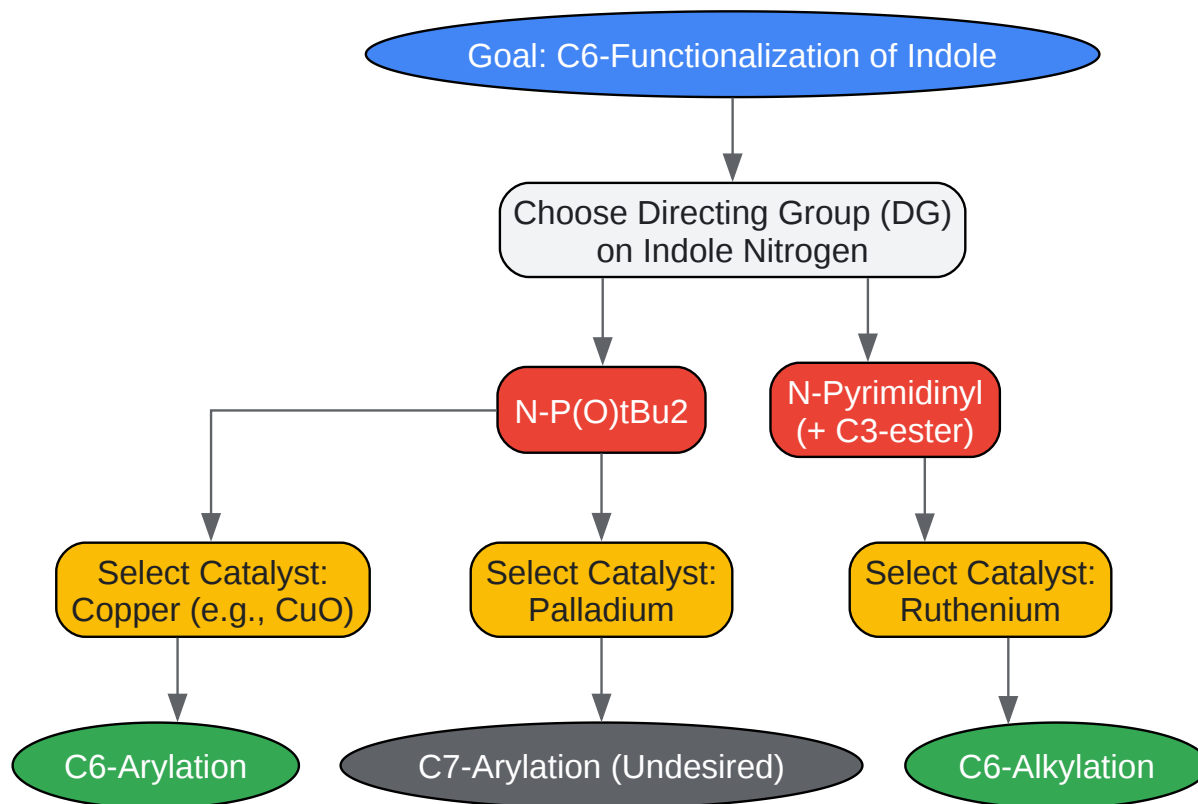 Goal: C6-Functionalization of Indole
Choose Directing Group (DG)
on Indole Nitrogen
N-P(O)tBu2
N-Pyrimidinyl
(+ C3-ester)
Select Catalyst:
Copper (e.g., CuO)
Select Catalyst:
Palladium
Select Catalyst:
Ruthenium
C6-Arylation
C7-Arylation (Undesired)
C6-Alkylation